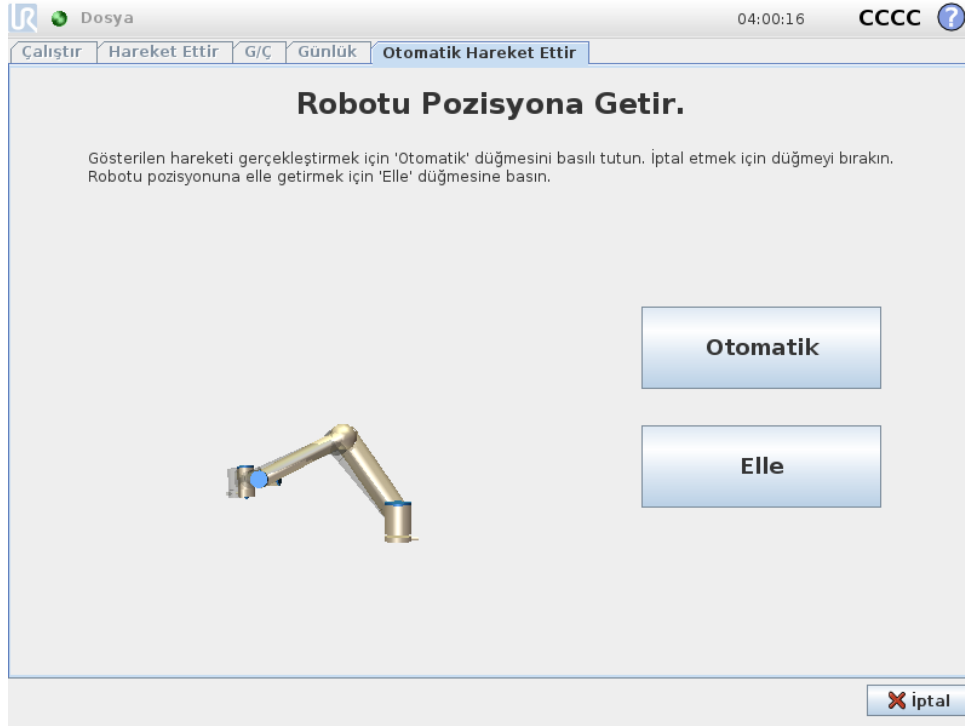 UR Dosya 04:00:16 CCCC ?
Çalıştır Hareket Ettir G/Ç Günlük Otomatik Hareket Ettir
Robotu Pozisyona Getir.
Gösterilen hareketi gerçekleştirmek için 'Otomatik' düğmesini basılı tutun. İptal etmek için düğmeyi bırakın.
Robotu pozisyonuna elle getirmek için 'Elle' düğmesine basın.
Otomatik
Elle
İptal